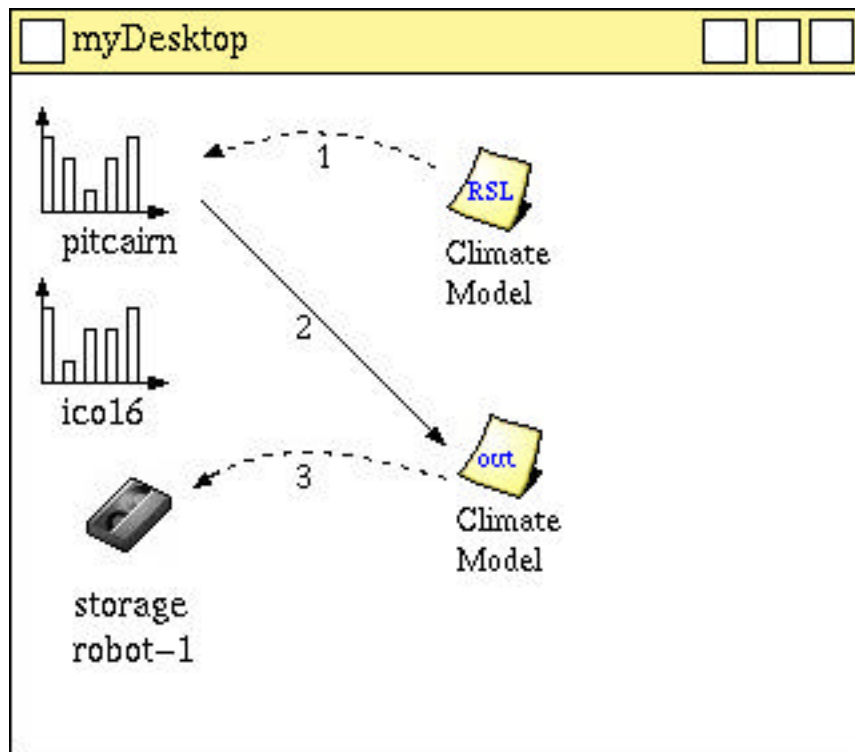 myDesktop
1
RSL
pitcairn
Climate
Model
2
ico16
out
3
Climate
Model
storage
robot-1